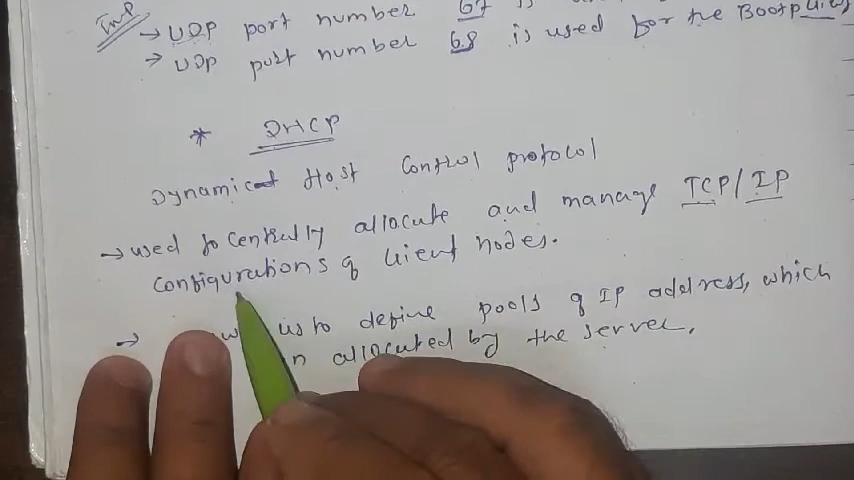 Imp
→ UDP port number 67 is
→ UDP port number 68 is used for the Bootp
* DHCP
Dynamic Host Control protocol
→ used to centrally allocate and manage TCP/IP
configurations of client nodes.
→ us to define pools of IP address, which
allocated by the server.